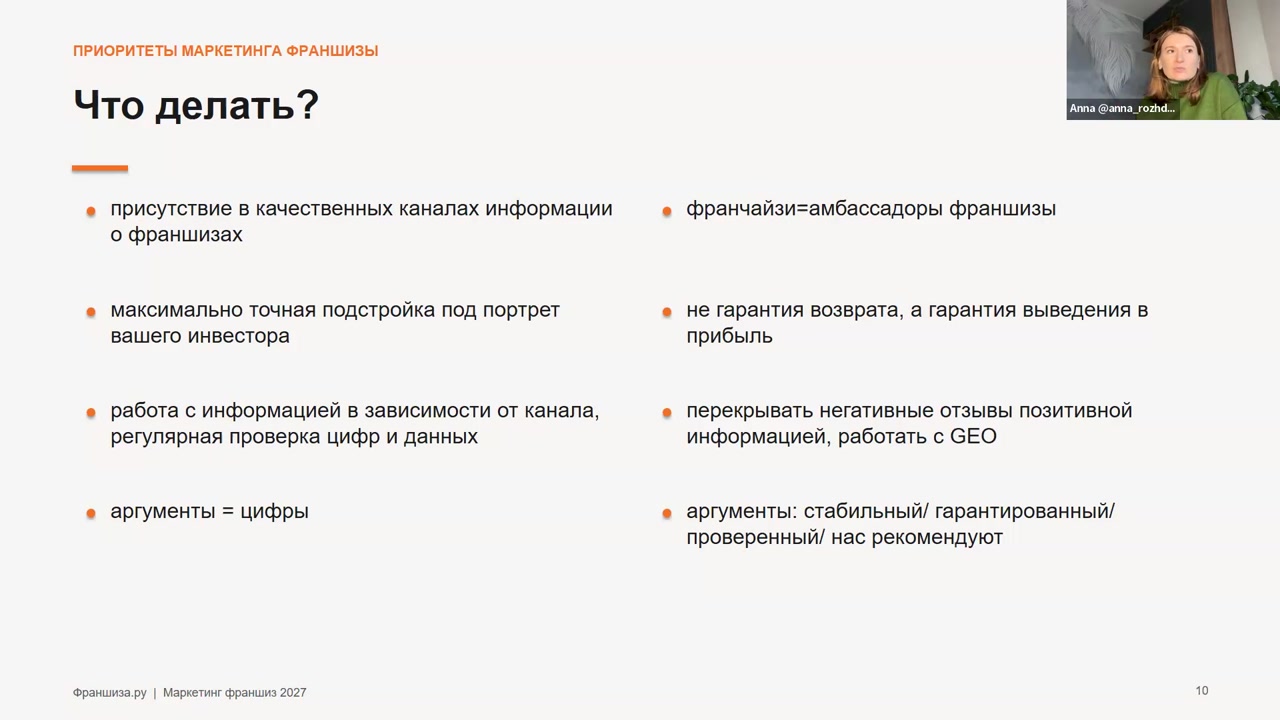 ПРИОРИТЕТЫ МАРКЕТИНГА ФРАНШИЗЫ
Что делать?
Anna @anna_rozhd...
присутствие в качественных каналах информации
о франшизах
максимально точная подстройка под портрет
вашего инвестора
работа с информацией в зависимости от канала,
регулярная проверка цифр и данных
аргументы = цифры
франчайзи=амбассадоры франшизы
не гарантия возврата, а гарантия выведения в
прибыль
перекрывать негативные отзывы позитивной
информацией, работать с GEO
аргументы: стабильный/ гарантированный/
проверенный/ нас рекомендуют
Франшиза.ру | Маркетинг франшиз 2027
10